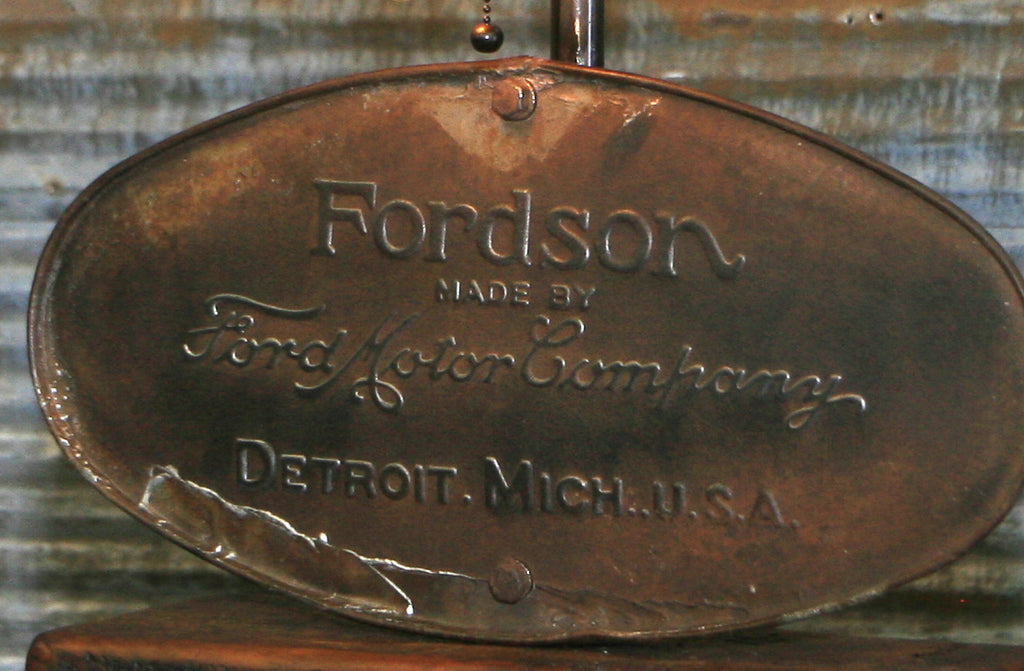 Fordson
MADE BY
Ford Motor Company
DETROIT. MICH..U.S.A.